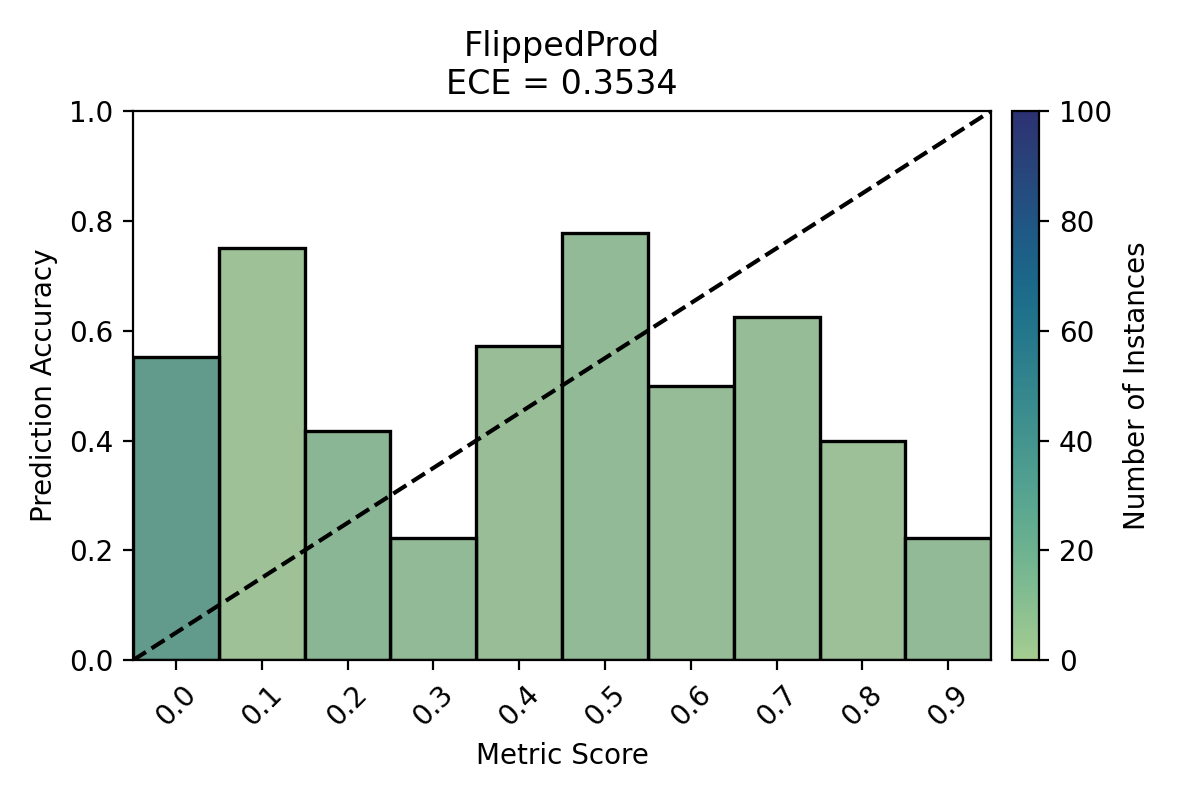 FlippedProd
ECE = 0.3534
1.0
0.8
0.6
0.4
0.2
0.0
Prediction Accuracy
0.0 0.1 0.2 0.3 0.4 0.5 0.6 0.7 0.8 0.9
Metric Score
100
80
60
40
20
0
Number of Instances